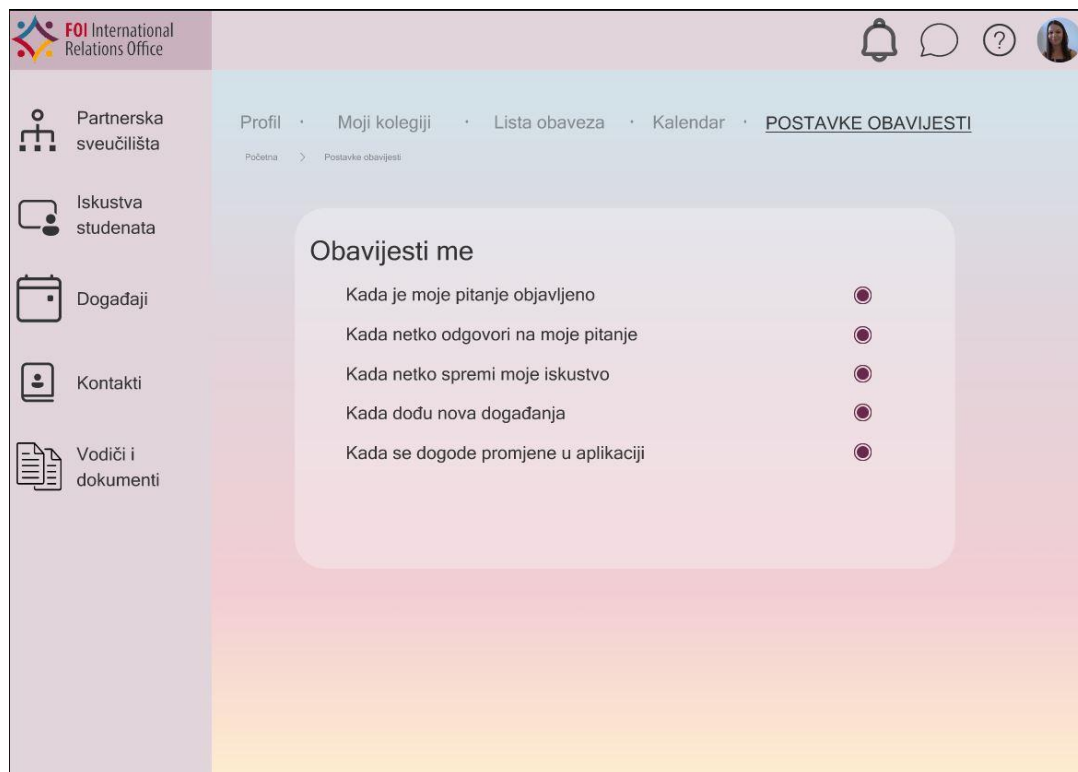 FOI International
Relations Office
Partnerska
sveučilišta
Iskustva
studenata
Događaji
Kontakti
Vodiči i
dokumenti
Profil · Moji kolegiji · Lista obaveza · Kalendar · POSTAVKE OBAVIJESTI
Početna > Postavke obavijesti
Obavijesti me
Kada je moje pitanje objavljeno
Kada netko odgovori na moje pitanje
Kada netko spremi moje iskustvo
Kada dođu nova događanja
Kada se dogode promjene u aplikaciji